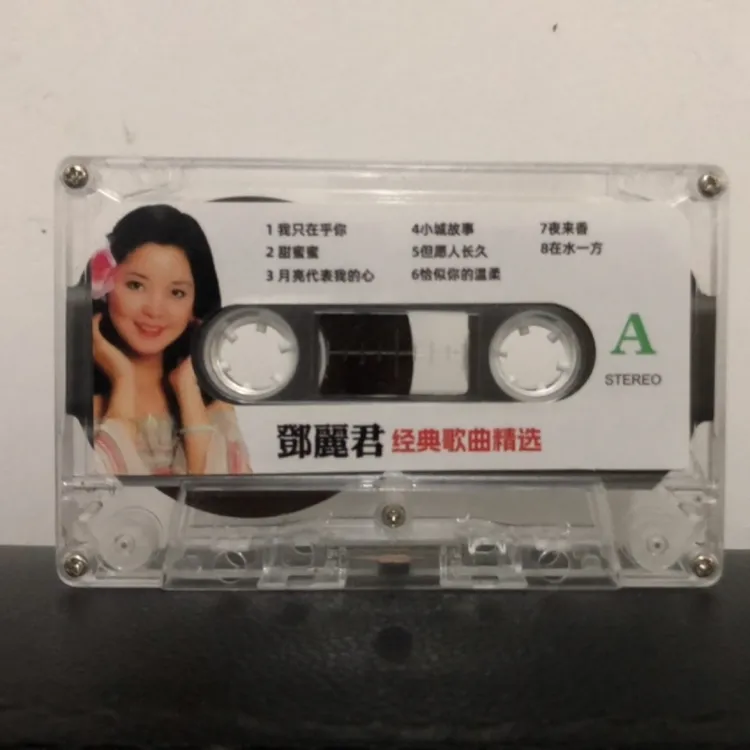 1 我只在乎你
2 甜蜜蜜
3 月亮代表我的心
4小城故事
5但愿人长久
6恰似你的温柔
7夜来香
8在水一方
A
STEREO
鄧麗君 经典歌曲精选